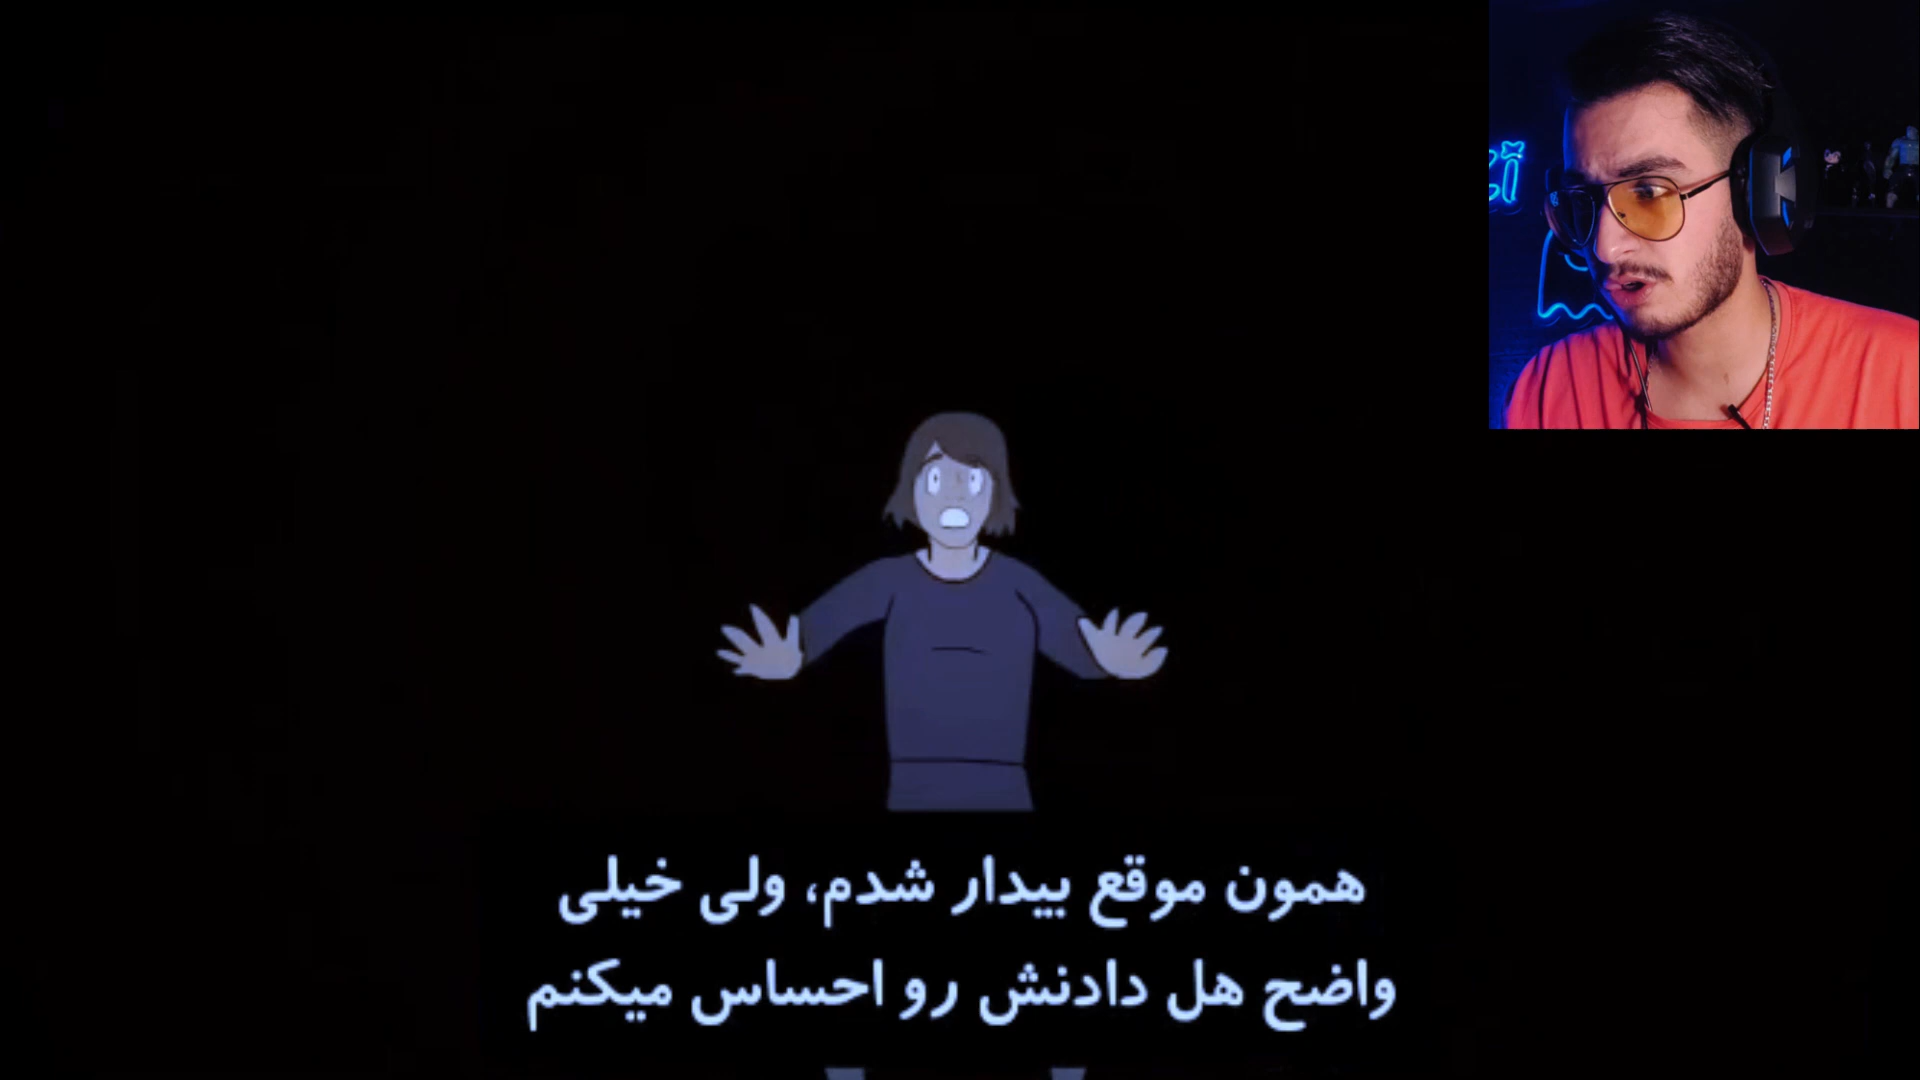 همون موقع بیدار شدم، ولی خیلی
واضح هل دادنش رو احساس میکنم